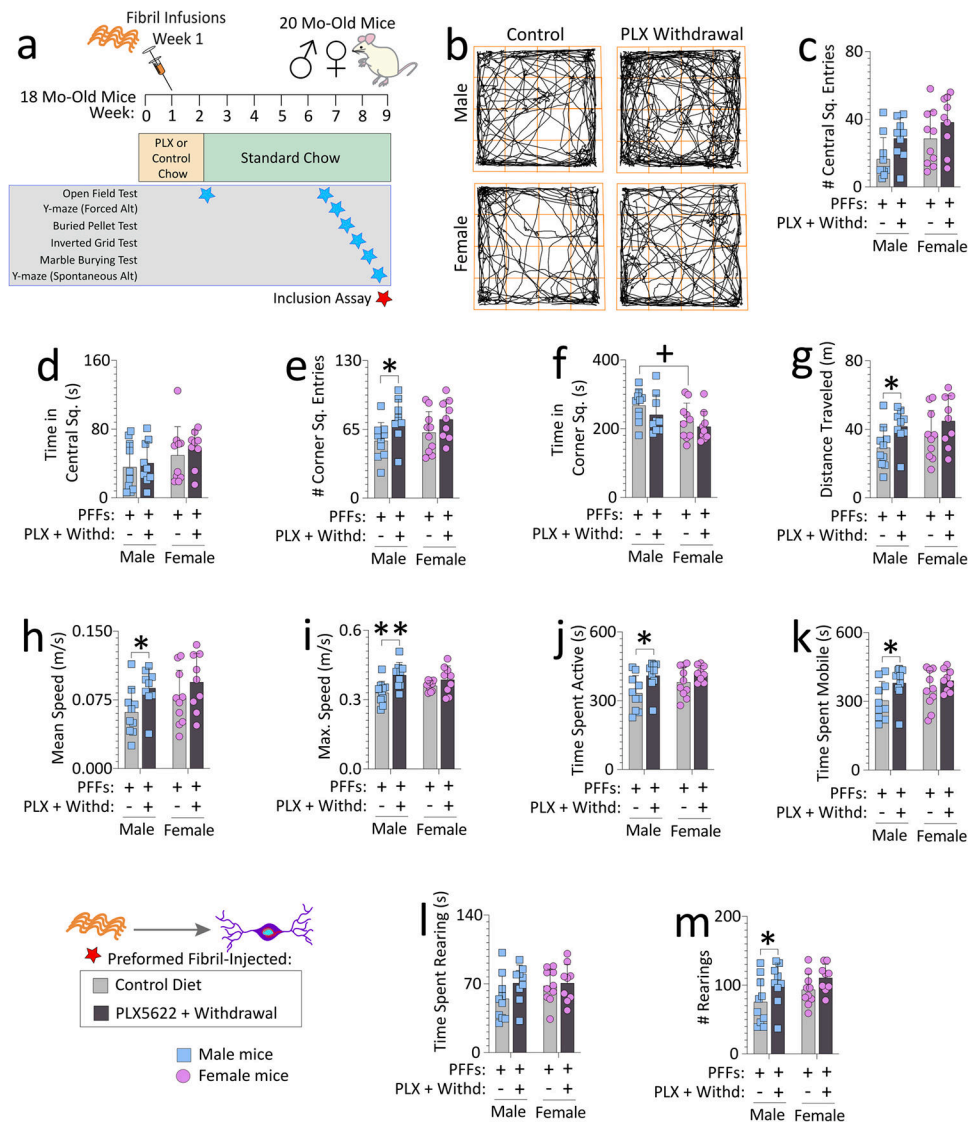 a
Fibril Infusions
Week 1
20 Mo-Old Mice
♂ ♀
18 Mo-Old Mice
Week:
0 1 2 3 4 5 6 7 8 9
PLX or
Control
Chow
Standard Chow
Open Field Test
Y-maze (Forced Alt)
Buried Pellet Test
Inverted Grid Test
Marble Burying Test
Y-maze (Spontaneous Alt)
Inclusion Assay
b
Control
PLX Withdrawal
Male
Female
c
# Central Sq. Entries
80
40
0
PFFs: + + + +
PLX + Withd: - + - +
Male Female
d
Time in
Central Sq. (s)
160
80
0
PFFs: + + + +
PLX + Withd: - + - +
Male Female
e
# Corner Sq. Entries
130
65
0
*
PFFs: + + + +
PLX + Withd: - + - +
Male Female
f
Time in
Corner Sq. (s)
400
200
0
+
PFFs: + + + +
PLX + Withd: - + - +
Male Female
g
Distance Traveled (m)
80
40
0
*
PFFs: + + + +
PLX + Withd: - + - +
Male Female
h
Mean Speed (m/s)
0.150
0.075
0.000
*
PFFs: + + + +
PLX + Withd: - + - +
Male Female
i
Max. Speed (m/s)
0.6
0.3
0.0
**
PFFs: + + + +
PLX + Withd: - + - +
Male Female
j
Time Spent Active (s)
600
300
0
*
PFFs: + + + +
PLX + Withd: - + - +
Male Female
k
Time Spent Mobile (s)
600
300
0
*
PFFs: + + + +
PLX + Withd: - + - +
Male Female
Preformed Fibril-Injected:
Control Diet
PLX5622 + Withdrawal
Male mice
Female mice
l
Time Spent Rearing (s)
140
70
0
PFFs: + + + +
PLX + Withd: - + - +
Male Female
m
# Rearings
200
100
0
*
PFFs: + + + +
PLX + Withd: - + - +
Male Female